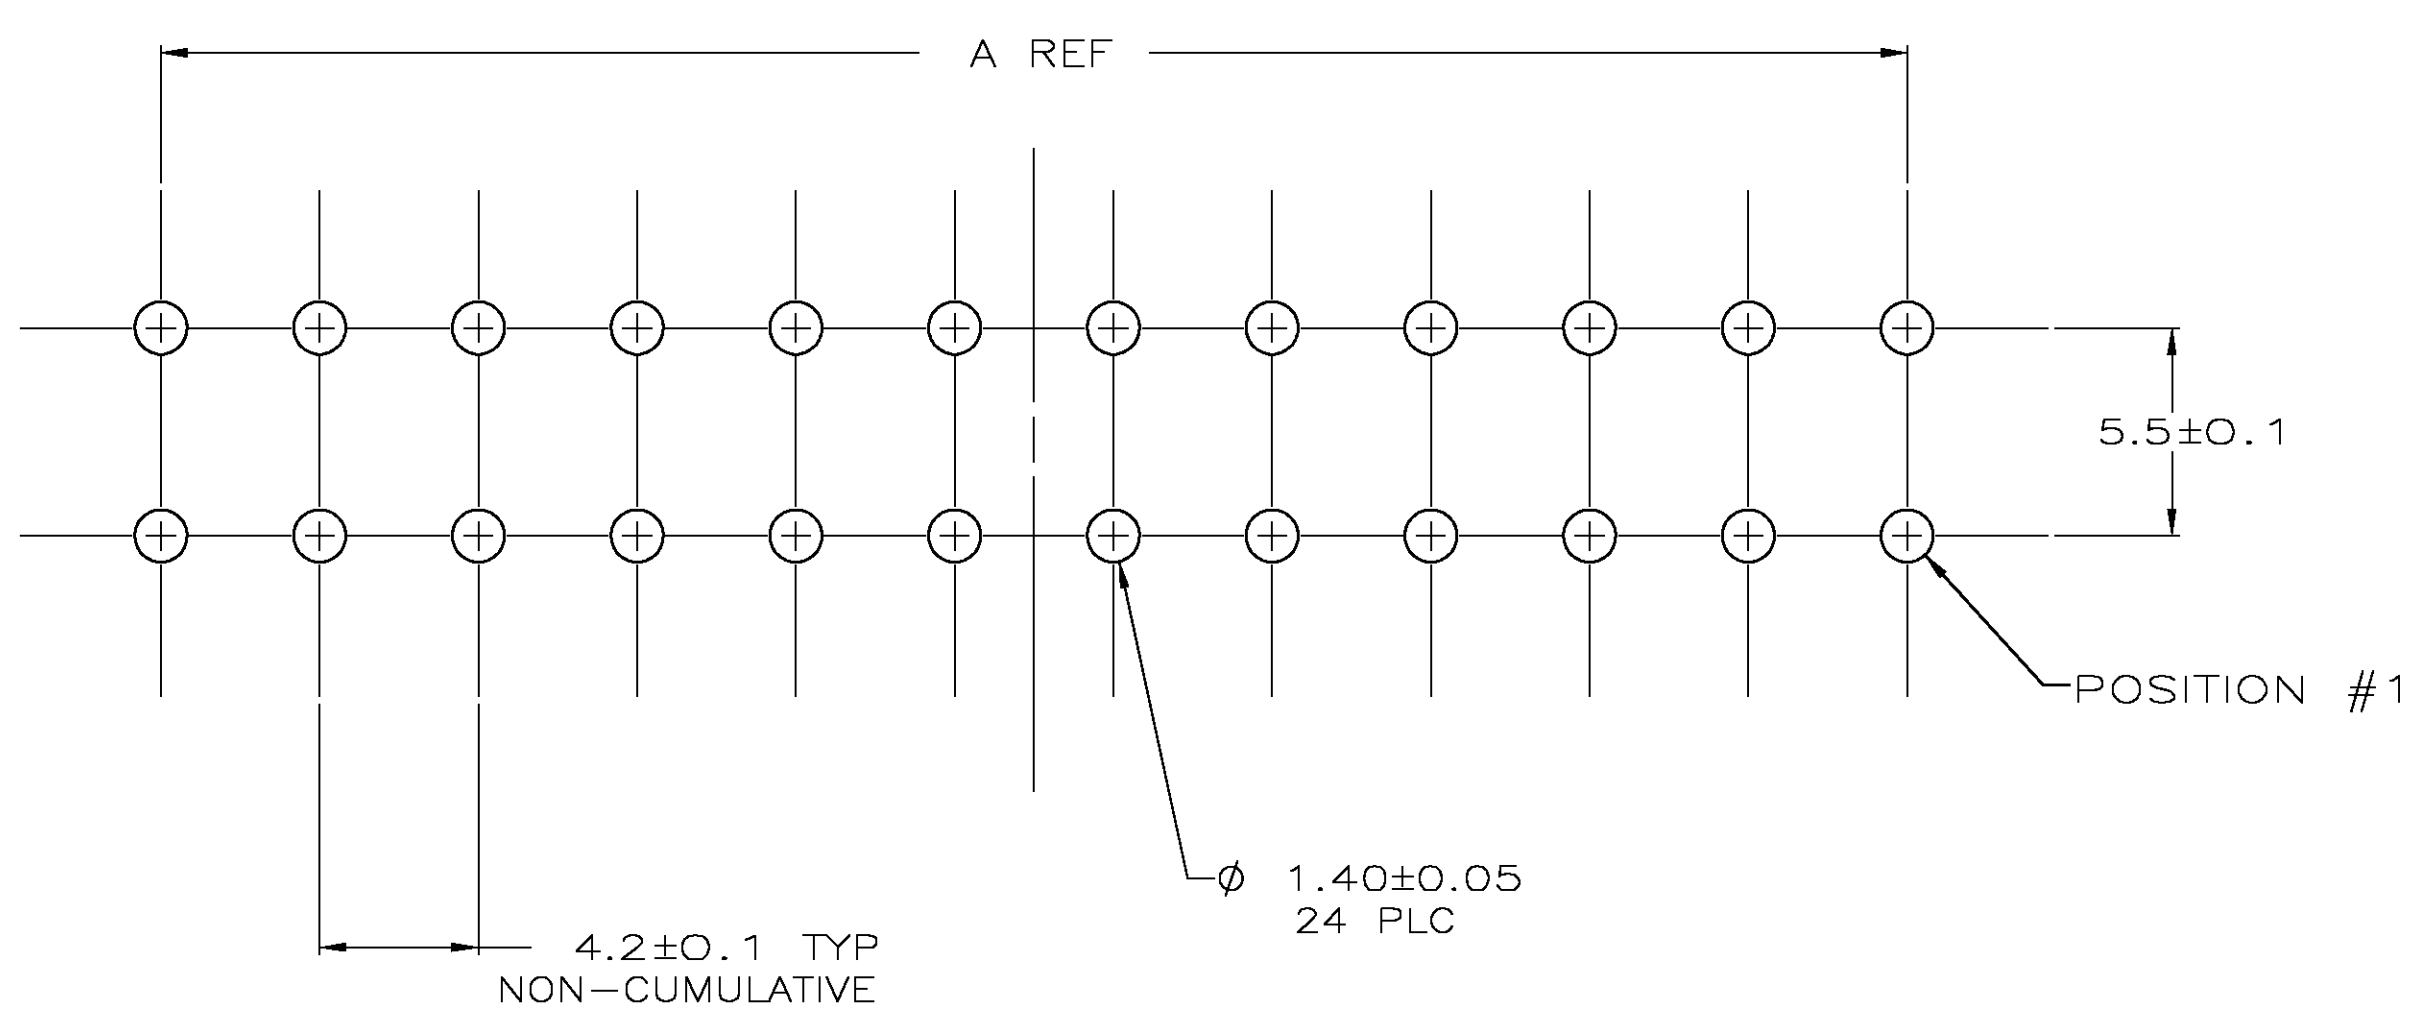 A REF
5.5±0.1
POSITION #1
Ø 1.40±0.05
24 PLC
4.2±0.1 TYP
NON-CUMULATIVE